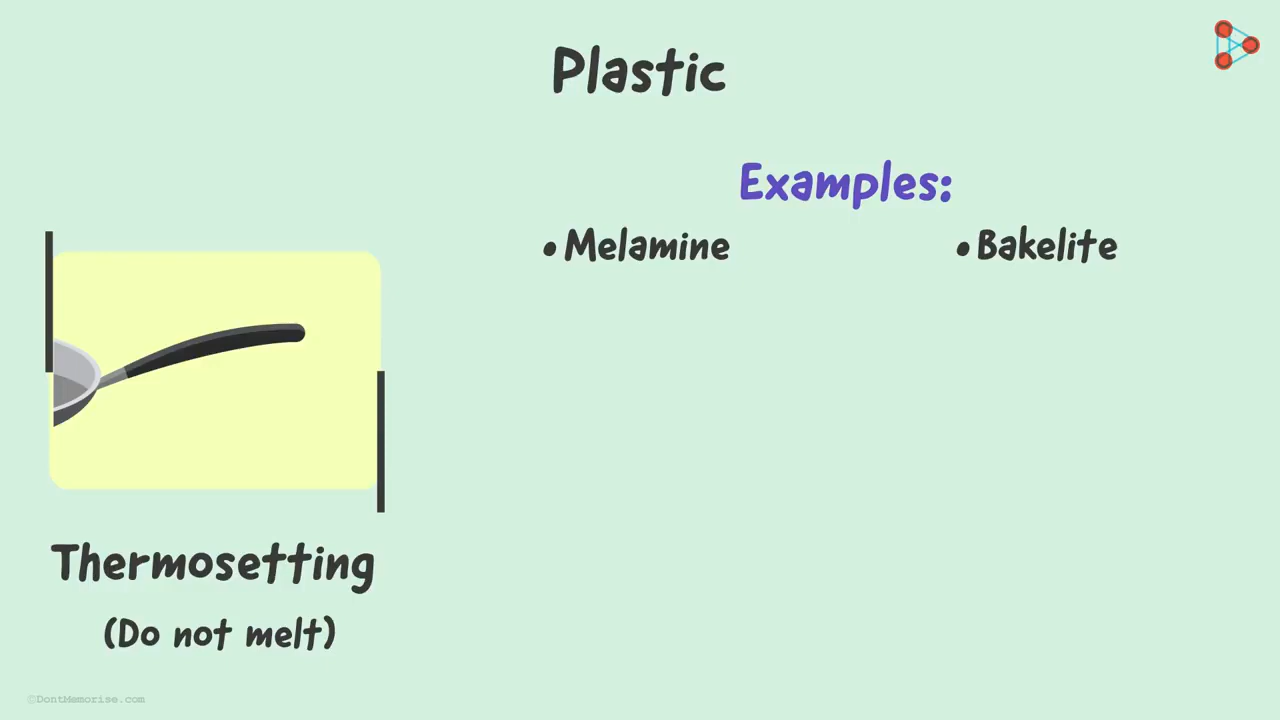 Plastic
Examples:
• Melamine
• Bakelite
Thermosetting
(Do not melt)
©DontMemorise.com